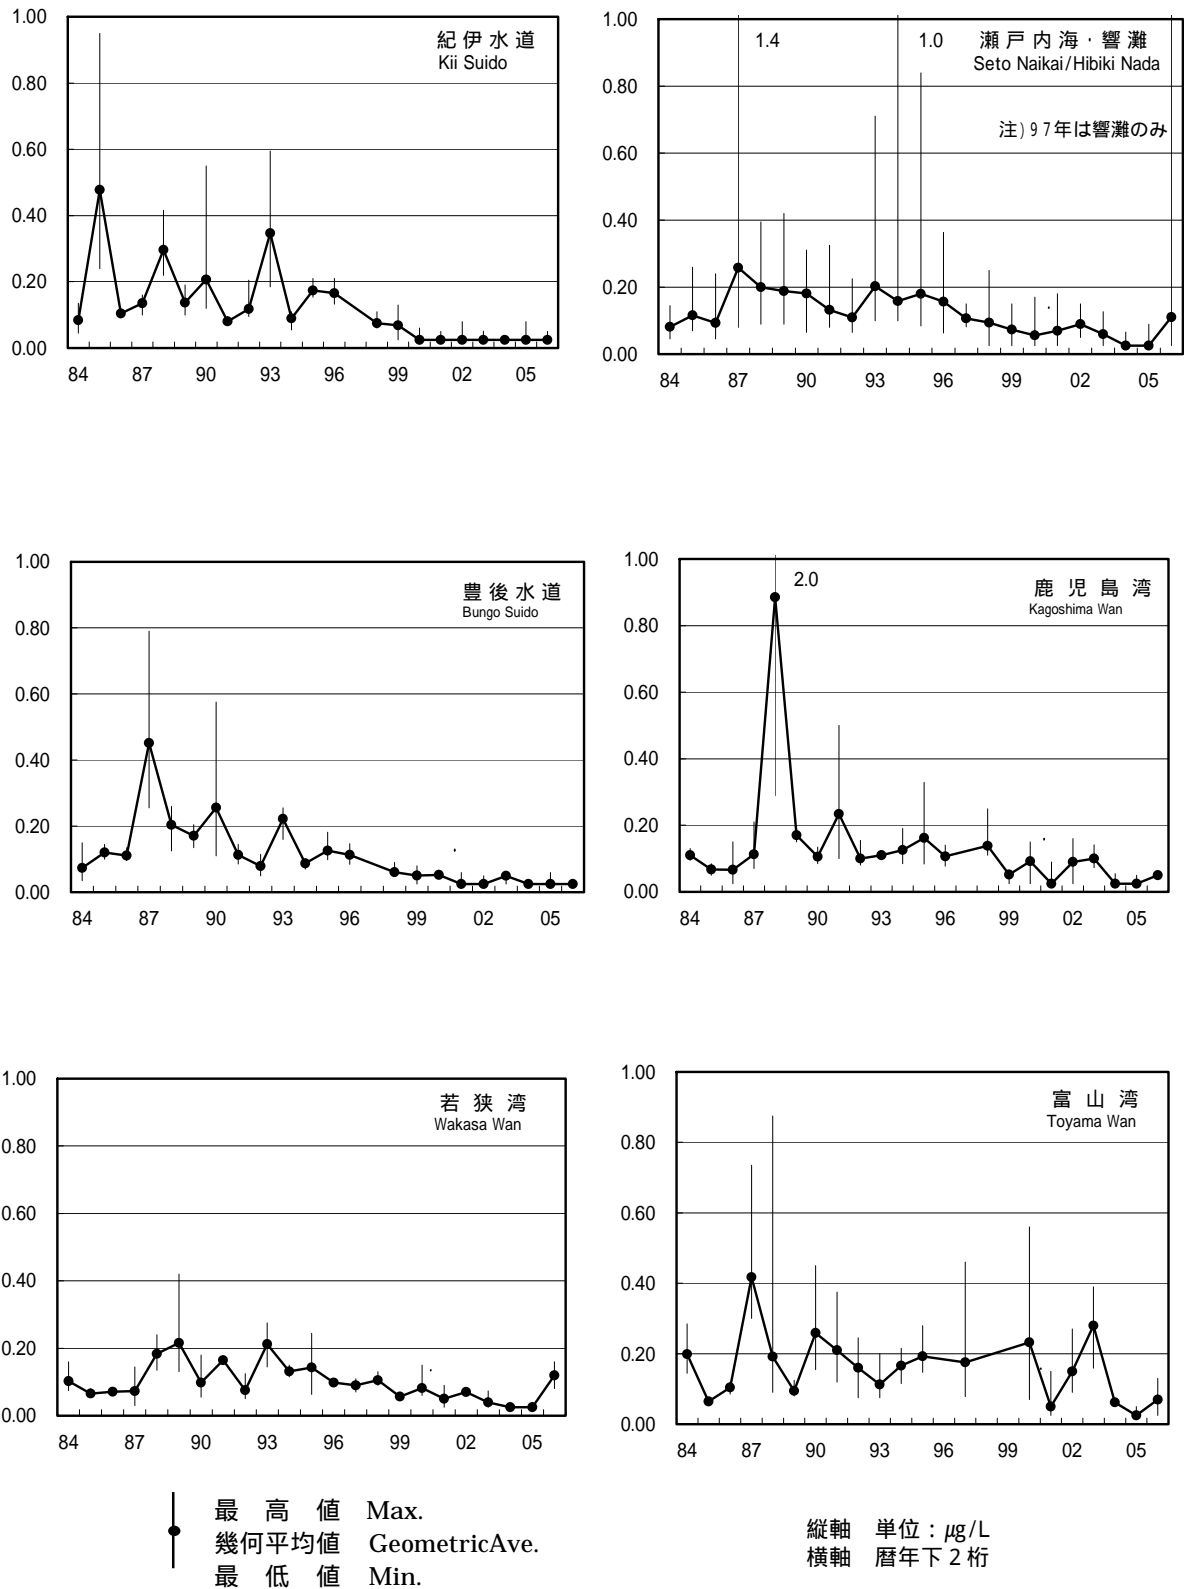 1.00
0.80
0.60
0.40
0.20
0.00
84 87 90 93 96 99 02 05
紀伊水道
Kii Suido
1.00
0.80
0.60
0.40
0.20
0.00
84 87 90 93 96 99 02 05
1.4
1.0
瀬戸内海・響灘
Seto Naikai/Hibiki Nada
注)97年は響灘のみ
1.00
0.80
0.60
0.40
0.20
0.00
84 87 90 93 96 99 02 05
豊後水道
Bungo Suido
1.00
0.80
0.60
0.40
0.20
0.00
84 87 90 93 96 99 02 05
2.0
鹿児島湾
Kagoshima Wan
1.00
0.80
0.60
0.40
0.20
0.00
84 87 90 93 96 99 02 05
若狭湾
Wakasa Wan
1.00
0.80
0.60
0.40
0.20
0.00
84 87 90 93 96 99 02 05
富山湾
Toyama Wan
最高値 Max.
幾何平均値 GeometricAve.
最低値 Min.
縦軸 単位：μg/L
横軸 暦年下2桁